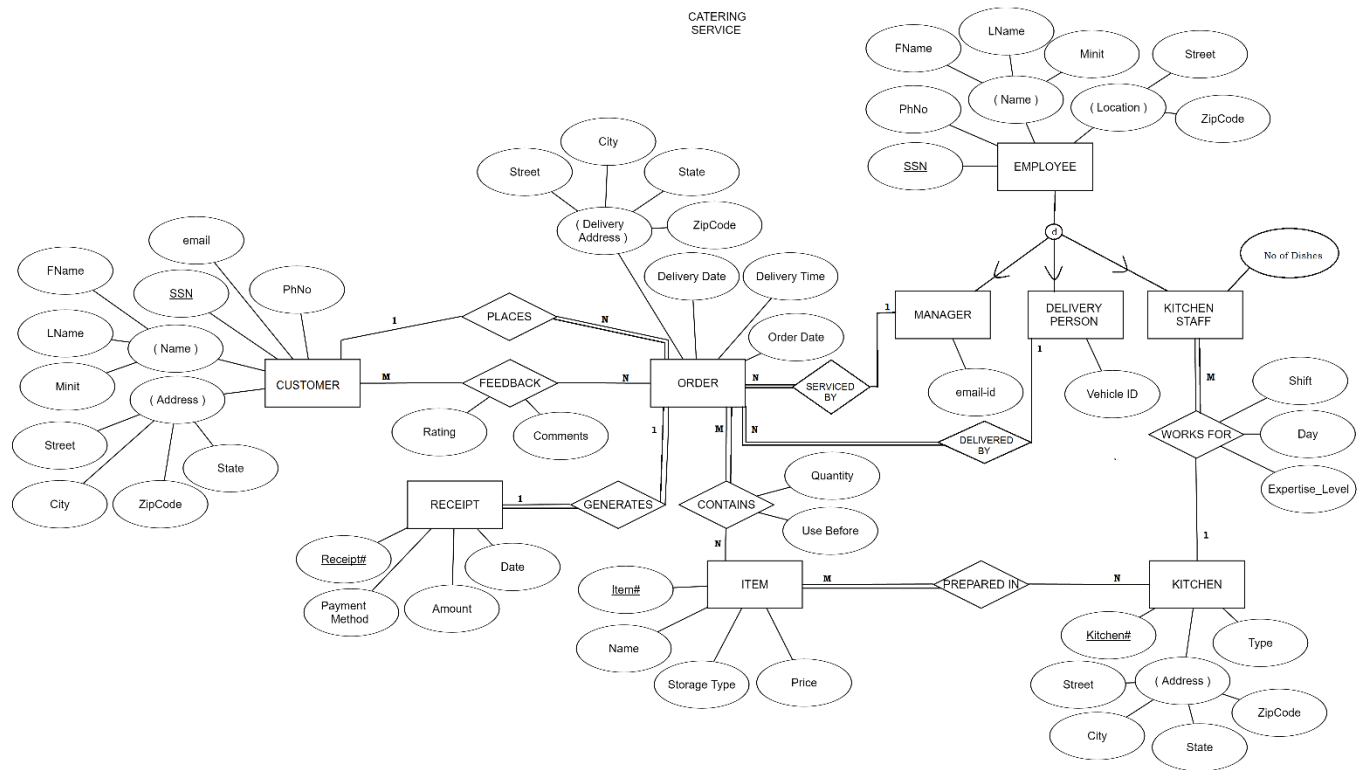 CATERING
SERVICE
LName
FName
Minit
Street
( Name )
( Location )
PhNo
ZipCode
SSN
EMPLOYEE
City
Street
State
( Delivery
Address )
ZipCode
d
email
No of Dishes
FName
SSN
PhNo
Delivery Date
Delivery Time
MANAGER
DELIVERY
PERSON
KITCHEN
STAFF
1
PLACES
N
1
LName
( Name )
Order Date
1
Minit
CUSTOMER
M
FEEDBACK
N
ORDER
N
SERVICED
BY
email-id
Vehicle ID
M
Shift
( Address )
Rating
Comments
1
M
N
DELIVERED
BY
WORKS FOR
Day
Street
State
City
ZipCode
Quantity
Expertise_Level
RECEIPT
1
GENERATES
CONTAINS
Use Before
N
1
Receipt#
Date
Payment
Method
Amount
Item#
ITEM
M
PREPARED IN
N
KITCHEN
Name
Kitchen#
Type
Storage Type
Price
Street
( Address )
ZipCode
City
State